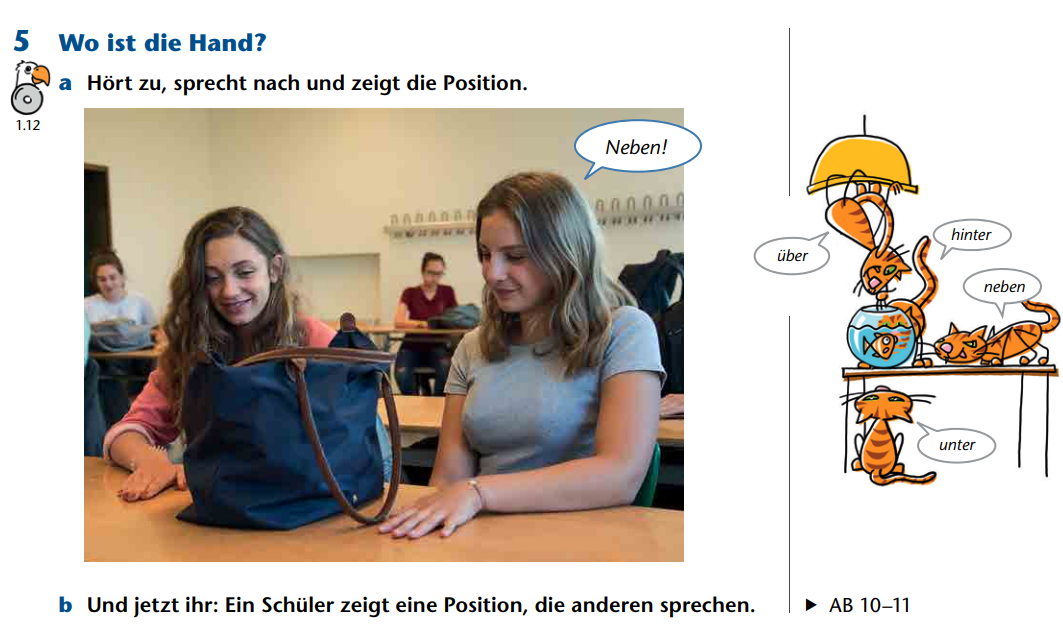 5 Wo ist die Hand?
a Hört zu, sprecht nach und zeigt die Position.
1.12
Neben!
über
hinter
neben
unter
b Und jetzt ihr: Ein Schüler zeigt eine Position, die anderen sprechen.
▶ AB 10–11